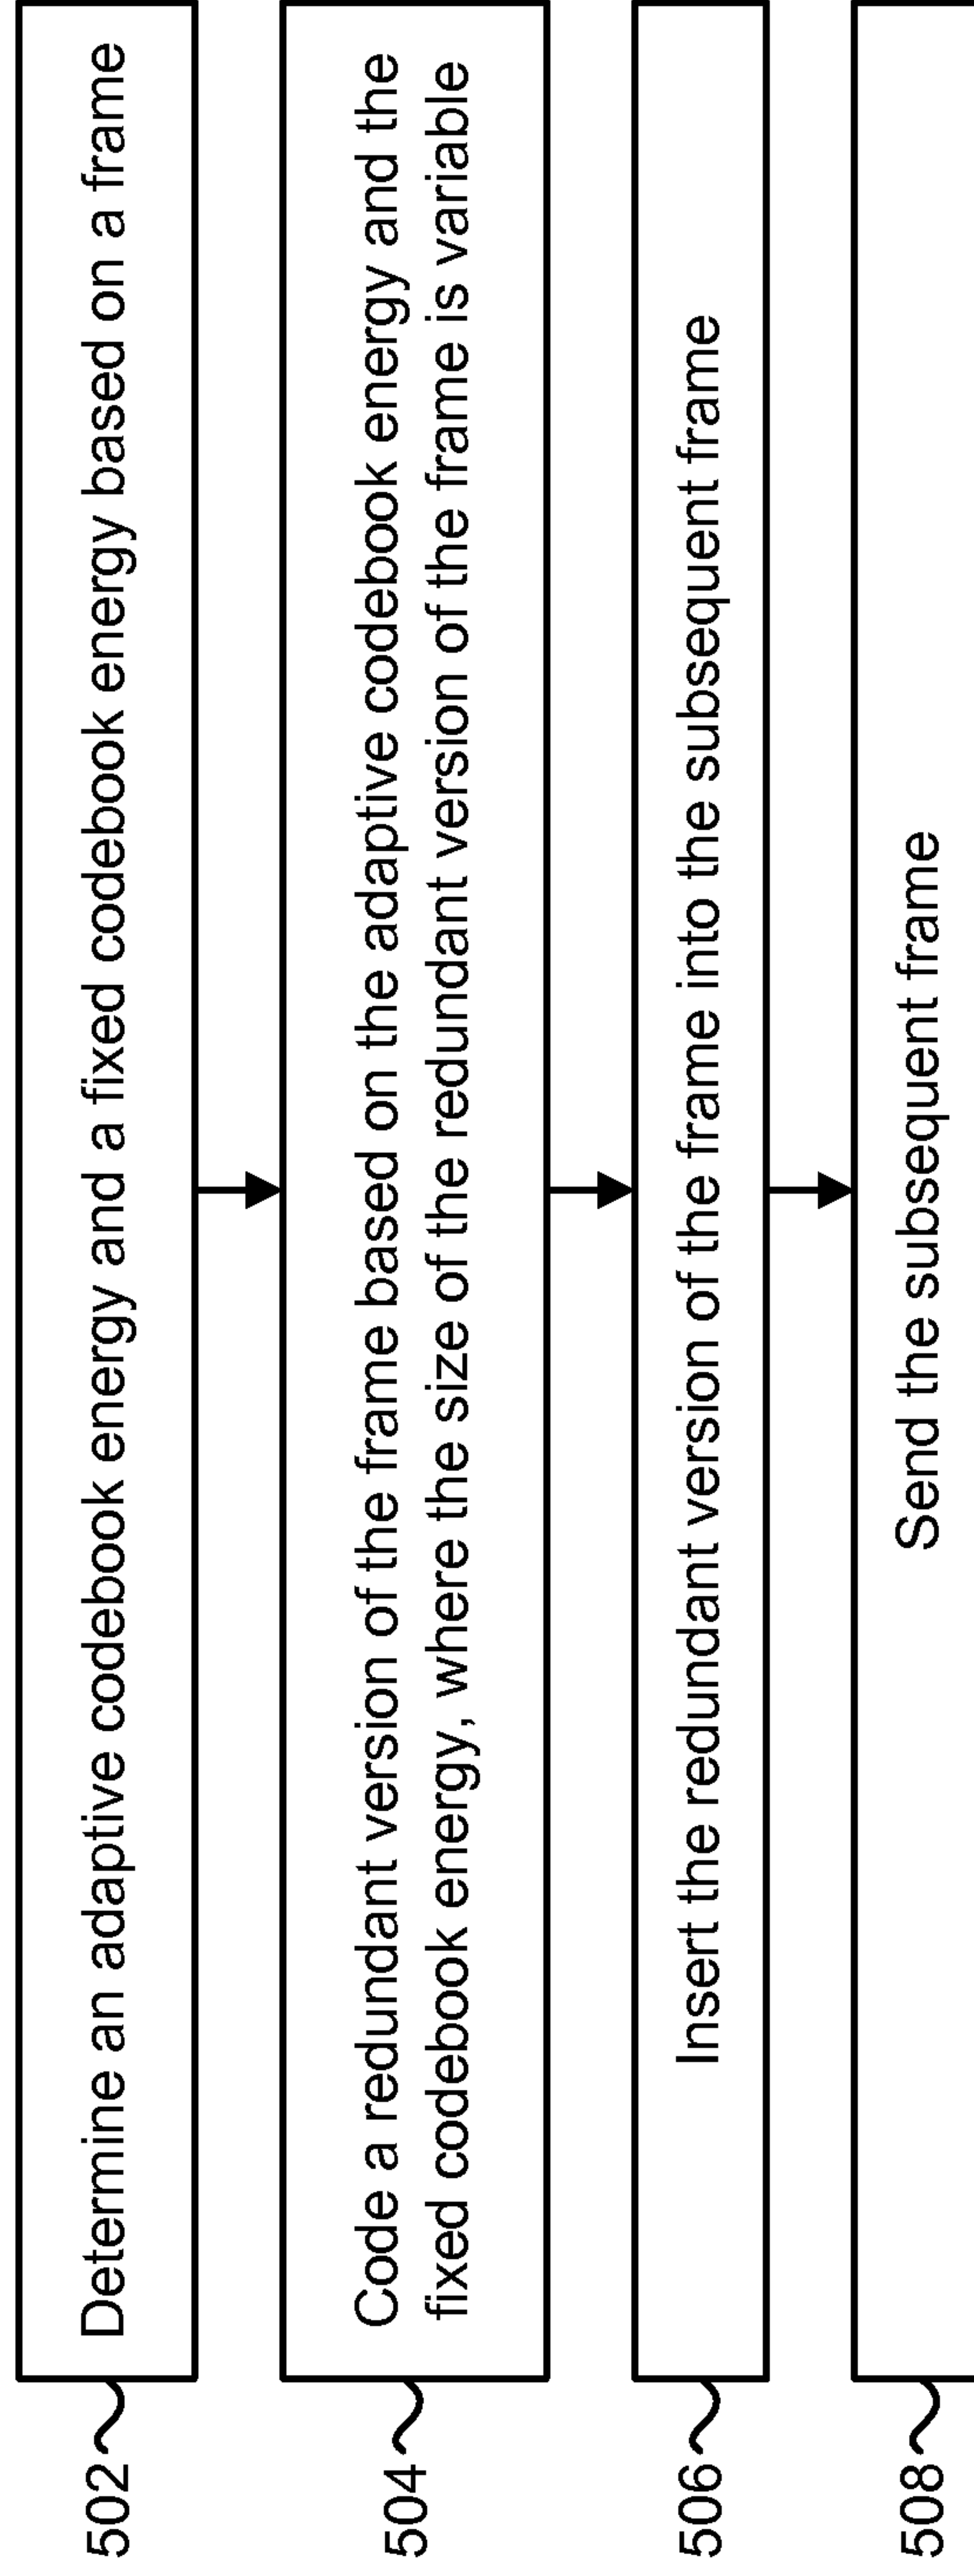 502
Determine an adaptive codebook energy and a fixed codebook energy based on a frame
504
Code a redundant version of the frame based on the adaptive codebook energy and the
fixed codebook energy, where the size of the redundant version of the frame is variable
506
Insert the redundant version of the frame into the subsequent frame
508
Send the subsequent frame